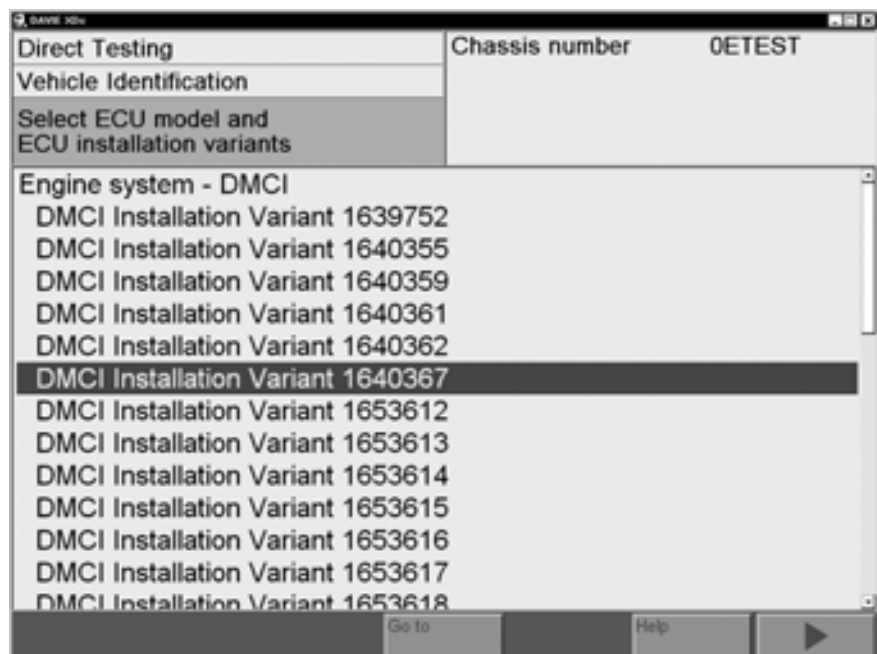 DAVIE XDc
Direct Testing
Chassis number 0ETEST
Vehicle Identification
Select ECU model and
ECU installation variants
Engine system - DMCI
DMCI Installation Variant 1639752
DMCI Installation Variant 1640355
DMCI Installation Variant 1640359
DMCI Installation Variant 1640361
DMCI Installation Variant 1640362
DMCI Installation Variant 1640367
DMCI Installation Variant 1653612
DMCI Installation Variant 1653613
DMCI Installation Variant 1653614
DMCI Installation Variant 1653615
DMCI Installation Variant 1653616
DMCI Installation Variant 1653617
DMCI Installation Variant 1653618
Go to
Help